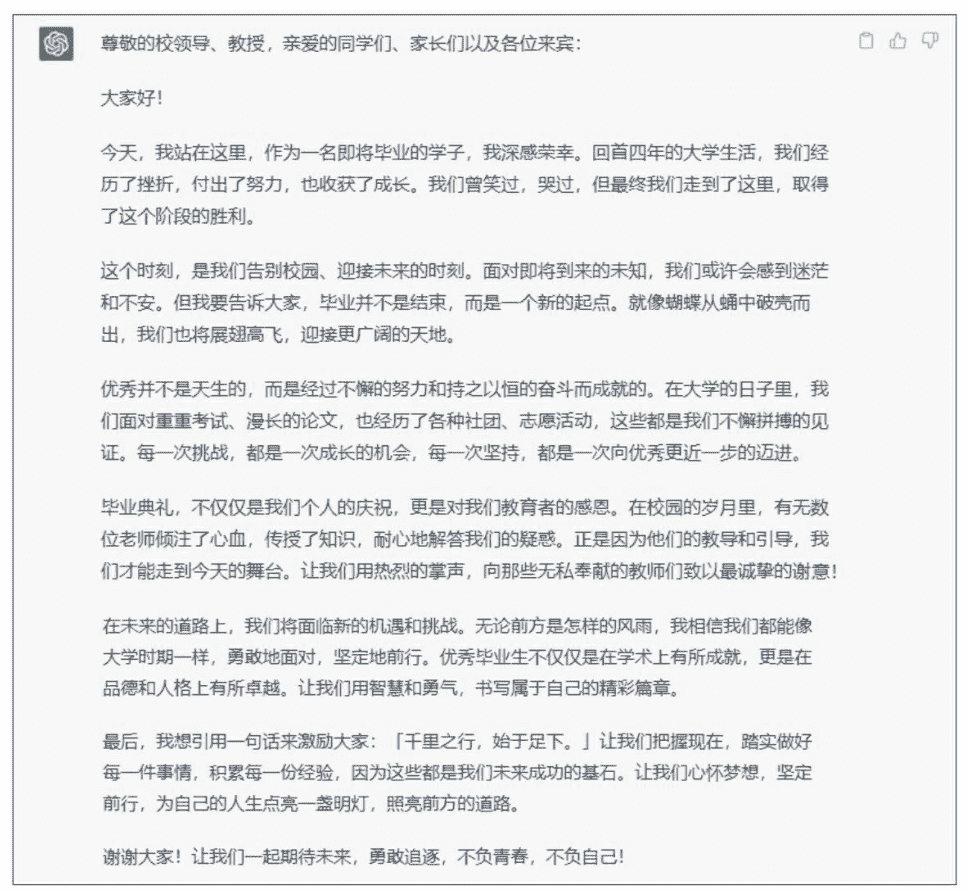 尊敬的校领导、教授，亲爱的同学们、家长们以及各位来宾：
大家好！
今天，我站在这里，作为一名即将毕业的学子，我深感荣幸。回首四年的大学生活，我们经
历了挫折，付出了努力，也收获了成长。我们曾笑过，哭过，但最终我们走到了这里，取得
了这个阶段的胜利。
这个时刻，是我们告别校园、迎接未来的时刻。面对即将到来的未知，我们或许会感到迷茫
和不安。但我要告诉大家，毕业并不是结束，而是一个新的起点。就像蝴蝶从蛹中破壳而
出，我们也将展翅高飞，迎接更广阔的天地。
优秀并不是天生的，而是经过不懈的努力和持之以恒的奋斗而成就的。在大学的日子里，我
们面对重重考试、漫长的论文，也经历了各种社团、志愿活动，这些都是我们不懈拼搏的见
证。每一次挑战，都是一次成长的机会，每一次坚持，都是一次向优秀更近一步的迈进。
毕业典礼，不仅仅是我们个人的庆祝，更是对我们教育者的感恩。在校园的岁月里，有无数
位老师倾注了心血，传授了知识，耐心地解答我们的疑惑。正是因为他们的教导和引导，我
们才能走到今天的舞台。让我们用热烈的掌声，向那些无私奉献的教师们致以最诚挚的谢意！
在未来的道路上，我们将面临新的机遇和挑战。无论前方是怎样的风雨，我相信我们都能像
大学时期一样，勇敢地面对，坚定地前行。优秀毕业生不仅仅是在学术上有所成就，更是在
品德和人格上有所卓越。让我们用智慧和勇气，书写属于自己的精彩篇章。
最后，我想引用一句话来激励大家：「千里之行，始于足下。」让我们把握现在，踏实做好
每一件事情，积累每一份经验，因为这些都是我们未来成功的基石。让我们心怀梦想，坚定
前行，为自己的人生点亮一盏明灯，照亮前方的道路。
谢谢大家！让我们一起期待未来，勇敢追逐，不负青春，不负自己！